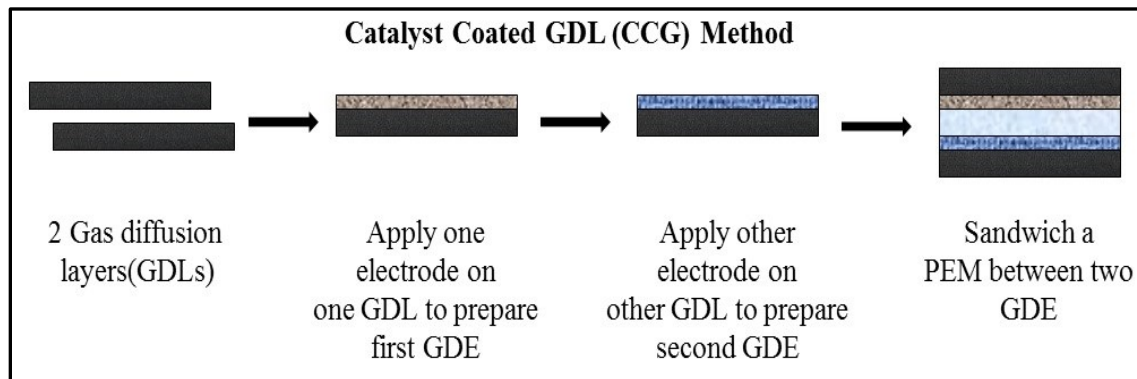 Catalyst Coated GDL (CCG) Method
2 Gas diffusion
layers(GDLs)
Apply one
electrode on
one GDL to prepare
first GDE
Apply other
electrode on
other GDL to prepare
second GDE
Sandwich a
PEM between two
GDE